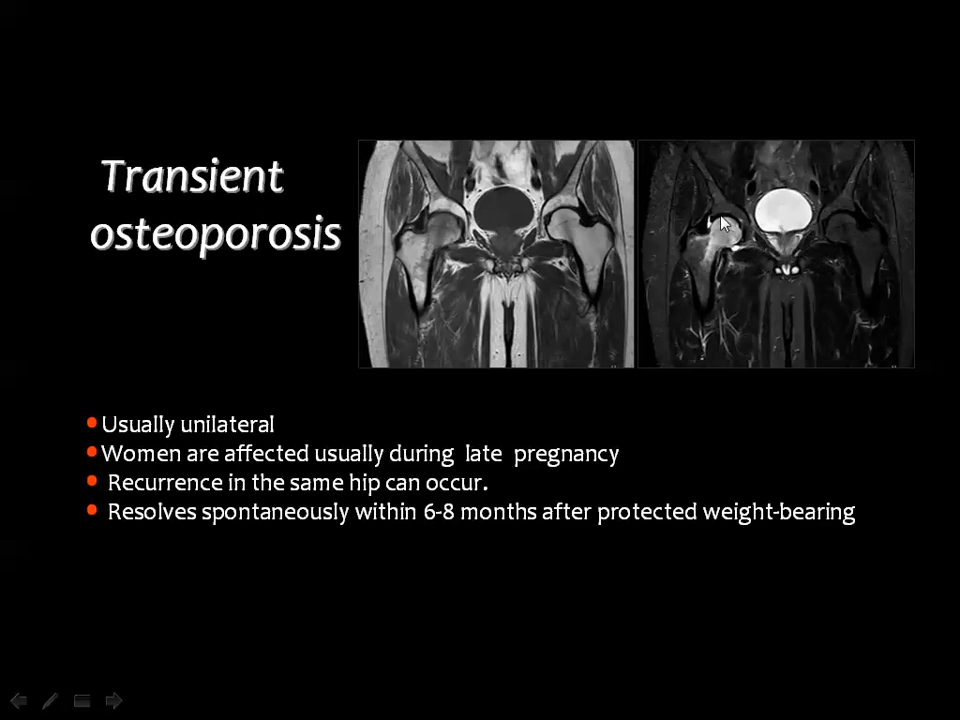 Transient
osteoporosis
• Usually unilateral
• Women are affected usually during late pregnancy
• Recurrence in the same hip can occur.
• Resolves spontaneously within 6-8 months after protected weight-bearing